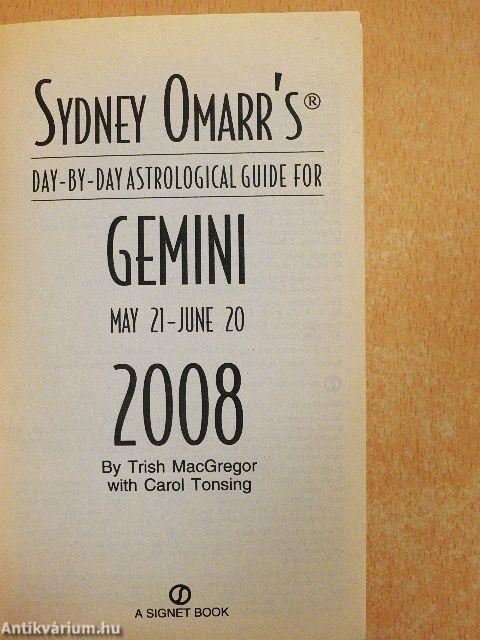 SYDNEY OMARR'S®
DAY-BY-DAY ASTROLOGICAL GUIDE FOR
GEMINI
MAY 21–JUNE 20
2008
By Trish MacGregor
with Carol Tonsing
A SIGNET BOOK
Antikvárium.hu